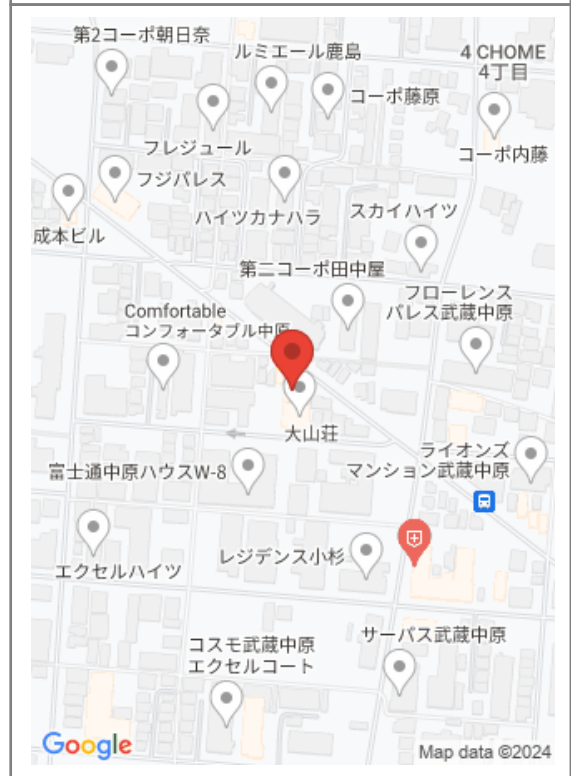 第2コーポ朝日奈
ルミエール鹿島
4 CHOME
4丁目
コーポ藤原
フレジュール
コーポ内藤
フジパレス
ハイツカナハラ
スカイハイツ
成本ビル
第二コーポ田中屋
フローレンス
パレス武蔵中原
Comfortable
コンフォータブル中原
大山荘
ライオンズ
マンション武蔵中原
富士通中原ハウスW-8
レジデンス小杉
エクセルハイツ
サーパス武蔵中原
コスモ武蔵中原
エクセルコート
Google
Map data ©2024